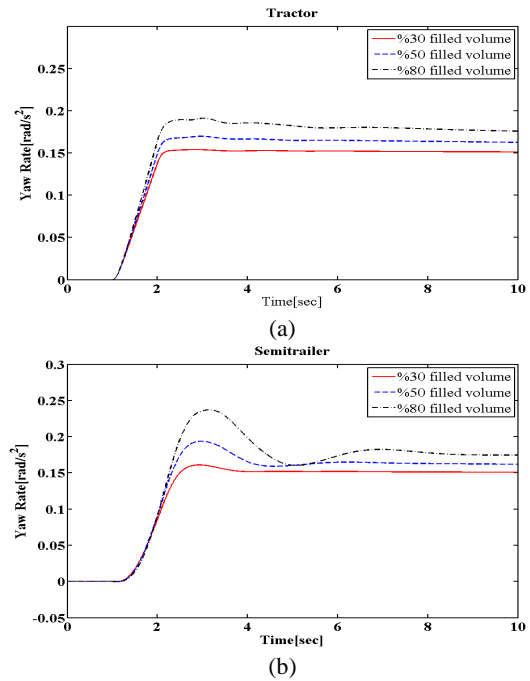 Tractor
%30 filled volume
%50 filled volume
%80 filled volume
0.25
0.2
0.15
0.1
0.05
0
Yaw Rate[rad/s²]
0 2 4 6 8 10
Time[sec]
(a)
Semitrailer
%30 filled volume
%50 filled volume
%80 filled volume
0.3
0.25
0.2
0.15
0.1
0.05
0
-0.05
Yaw Rate[rad/s²]
0 2 4 6 8 10
Time[sec]
(b)